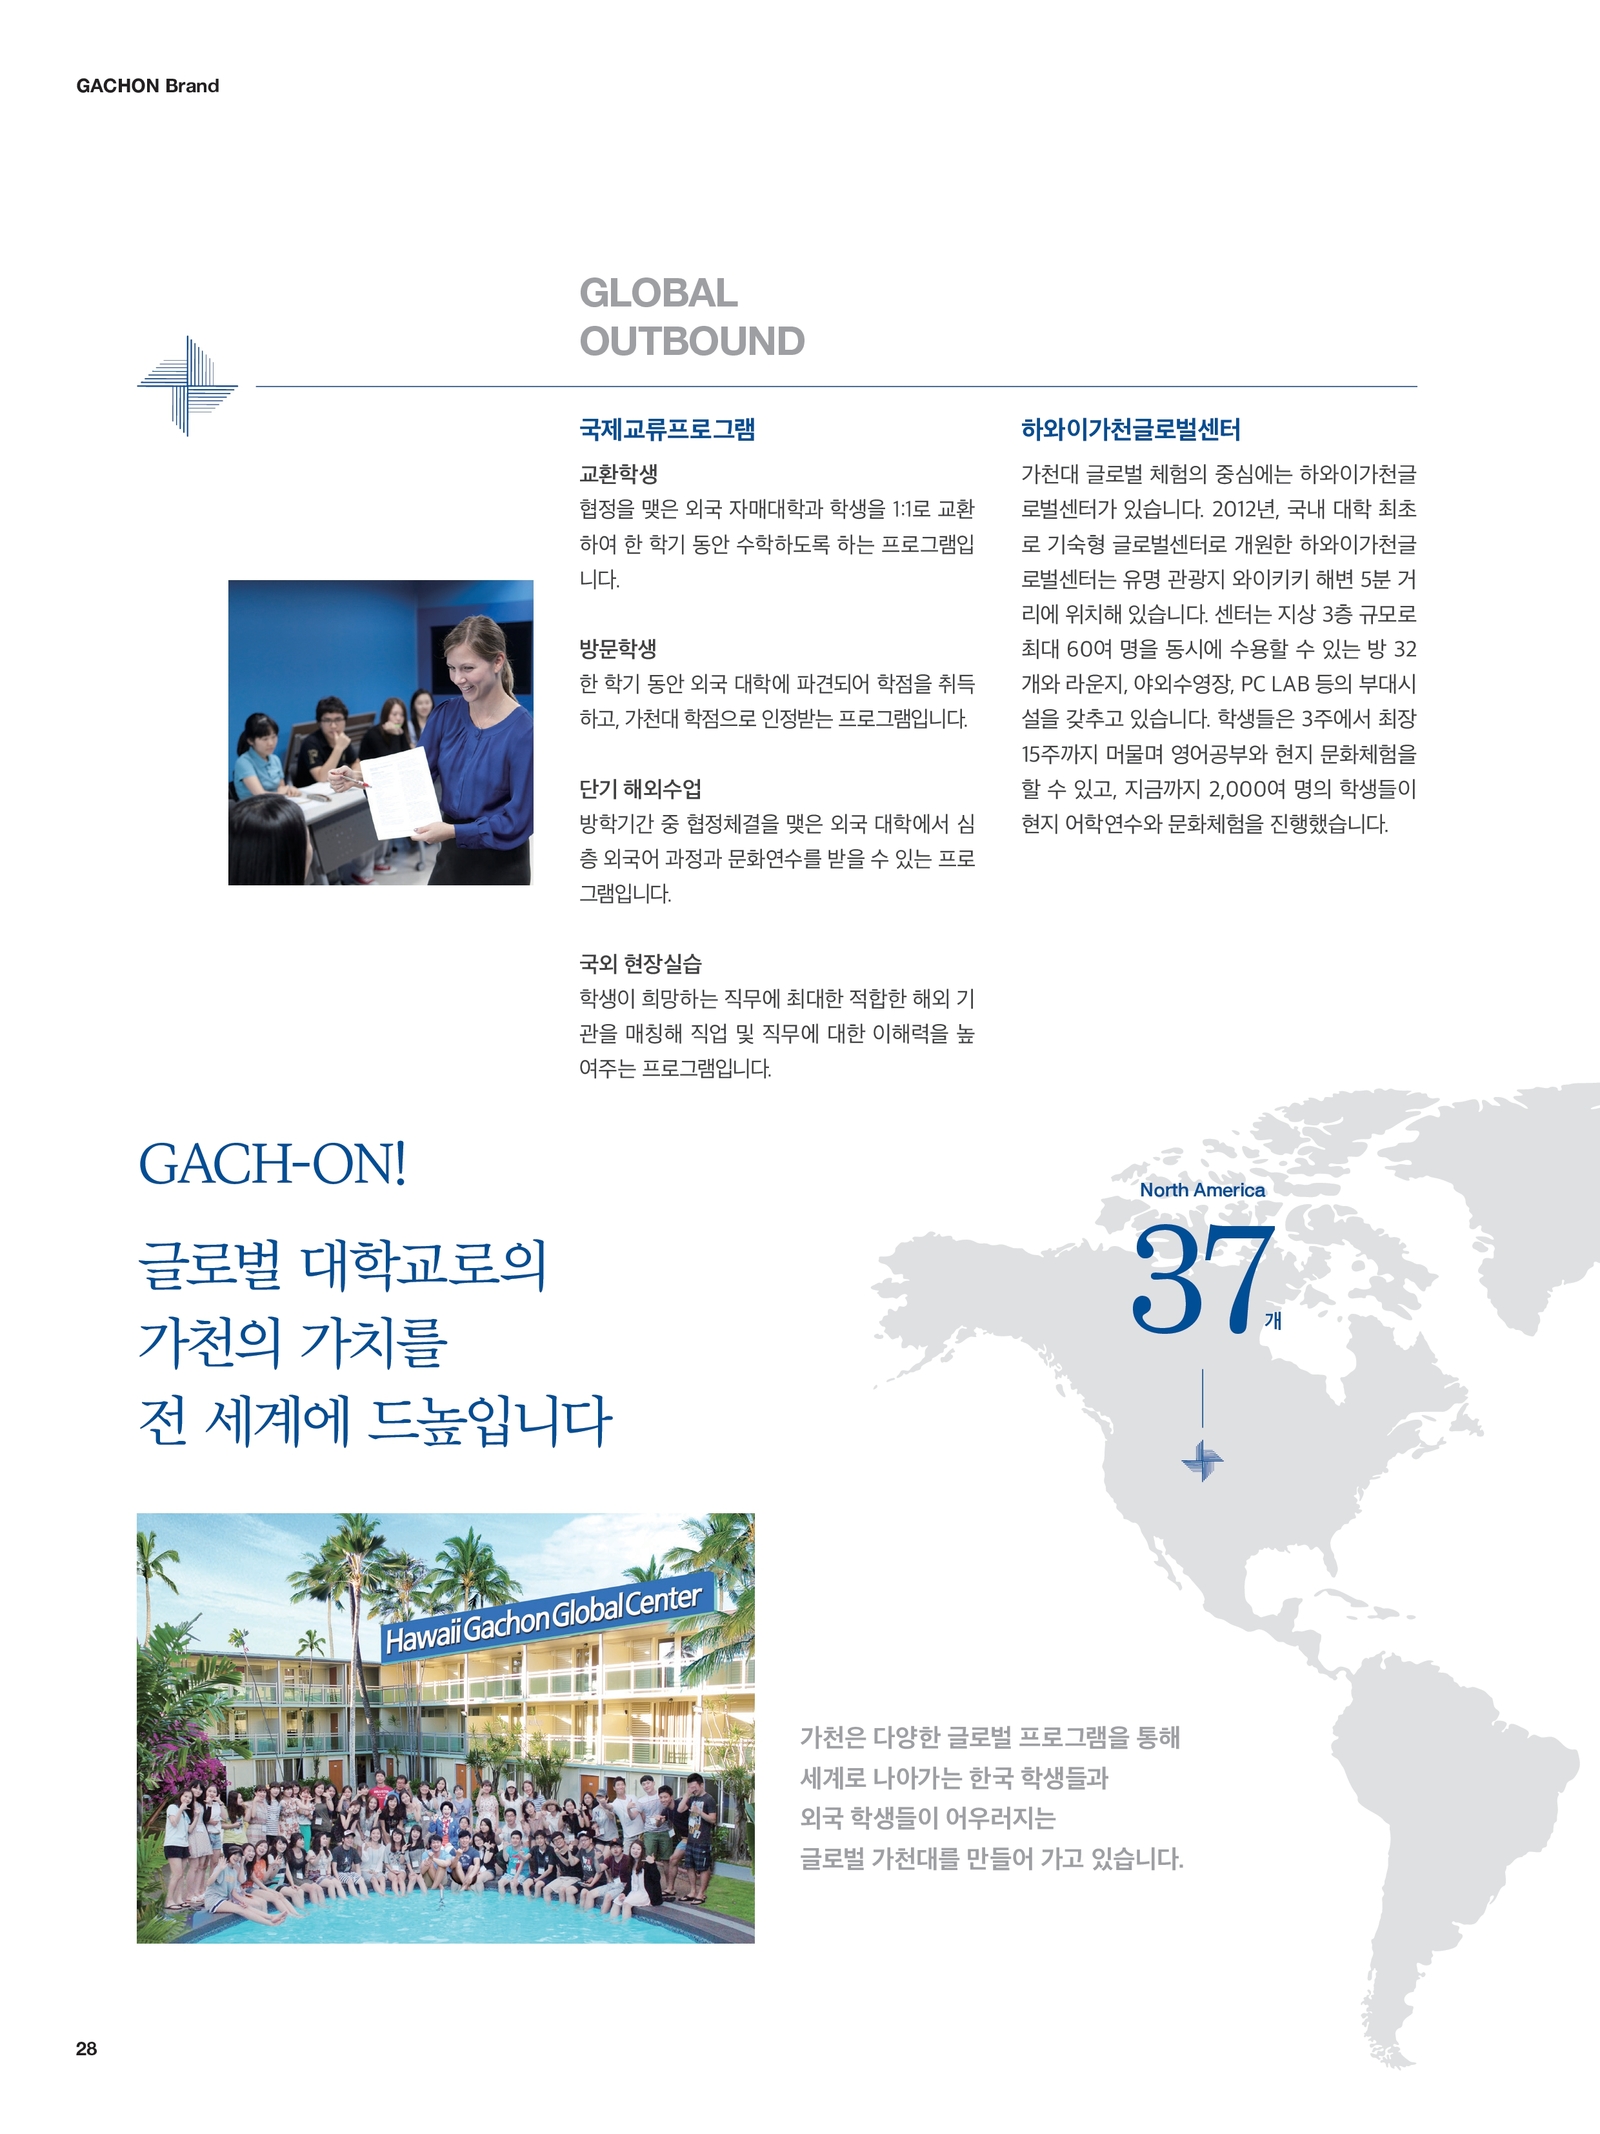 GACHON Brand
GLOBAL
OUTBOUND
국제교류프로그램
교환학생
협정을 맺은 외국 자매대학과 학생을 1:1로 교환
하여 한 학기 동안 수학하도록 하는 프로그램입
니다.
방문학생
한 학기 동안 외국 대학에 파견되어 학점을 취득
하고, 가천대 학점으로 인정받는 프로그램입니다.
단기 해외수업
방학기간 중 협정체결을 맺은 외국 대학에서 심
층 외국어 과정과 문화연수를 받을 수 있는 프로
그램입니다.
국외 현장실습
학생이 희망하는 직무에 최대한 적합한 해외 기
관을 매칭해 직업 및 직무에 대한 이해력을 높
여주는 프로그램입니다.
하와이가천글로벌센터
가천대 글로벌 체험의 중심에는 하와이가천글
로벌센터가 있습니다. 2012년, 국내 대학 최초
로 기숙형 글로벌센터로 개원한 하와이가천글
로벌센터는 유명 관광지 와이키키 해변 5분 거
리에 위치해 있습니다. 센터는 지상 3층 규모로
최대 60여 명을 동시에 수용할 수 있는 방 32
개와 라운지, 야외수영장, PC LAB 등의 부대시
설을 갖추고 있습니다. 학생들은 3주에서 최장
15주까지 머물며 영어공부와 현지 문화체험을
할 수 있고, 지금까지 2,000여 명의 학생들이
현지 어학연수와 문화체험을 진행했습니다.
GACH-ON!
글로벌 대학교로의
가천의 가치를
전 세계에 드높입니다
North America
37개
Hawaii Gachon Global Center
가천은 다양한 글로벌 프로그램을 통해
세계로 나아가는 한국 학생들과
외국 학생들이 어우러지는
글로벌 가천대를 만들어 가고 있습니다.
28